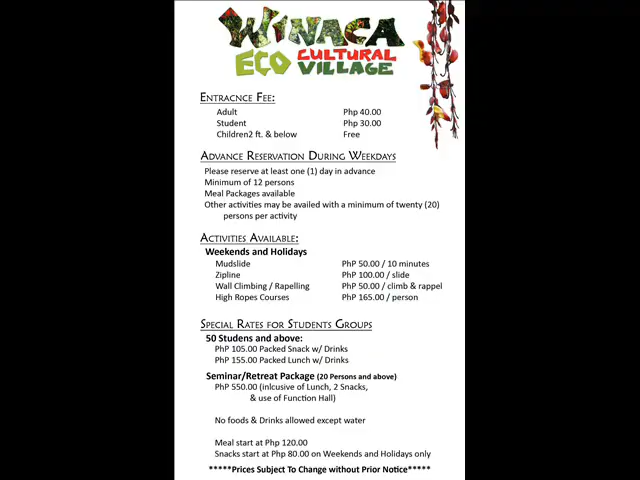 WINACA
ECO CULTURAL VILLAGE
Entracnce Fee:
Adult Php 40.00
Student Php 30.00
Children2 ft. & below Free
Advance Reservation During Weekdays
Please reserve at least one (1) day in advance
Minimum of 12 persons
Meal Packages available
Other activities may be availed with a minimum of twenty (20)
persons per activity
Activities Available:
Weekends and Holidays
Mudslide PhP 50.00 / 10 minutes
Zipline PhP 100.00 / slide
Wall Climbing / Rapelling PhP 50.00 / climb & rappel
High Ropes Courses PhP 165.00 / person
Special Rates for Students Groups
50 Studens and above:
PhP 105.00 Packed Snack w/ Drinks
PhP 155.00 Packed Lunch w/ Drinks
Seminar/Retreat Package (20 Persons and above)
PhP 550.00 (inlcusive of Lunch, 2 Snacks,
& use of Function Hall)
No foods & Drinks allowed except water
Meal start at Php 120.00
Snacks start at Php 80.00 on Weekends and Holidays only
*****Prices Subject To Change without Prior Notice*****